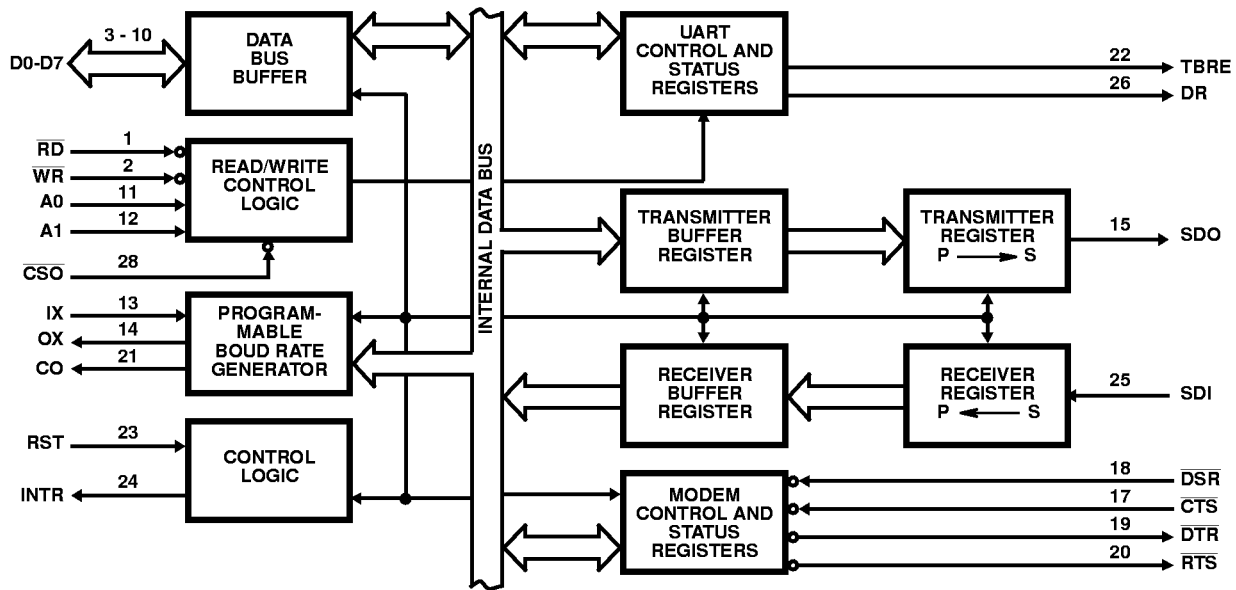 3 - 10
D0-D7
DATA
BUS
BUFFER
UART
CONTROL AND
STATUS
REGISTERS
22
TBRE
26
DR
RD
1
WR
2
A0
11
A1
12
READ/WRITE
CONTROL
LOGIC
CSO
28
INTERNAL DATA BUS
TRANSMITTER
BUFFER
REGISTER
TRANSMITTER
REGISTER
P S
15
SDO
IX
13
OX
14
CO
21
PROGRAM-
MABLE
BOUD RATE
GENERATOR
RECEIVER
BUFFER
REGISTER
RECEIVER
REGISTER
P S
25
SDI
RST
23
INTR
24
CONTROL
LOGIC
MODEM
CONTROL AND
STATUS
REGISTERS
18
DSR
17
CTS
19
DTR
20
RTS